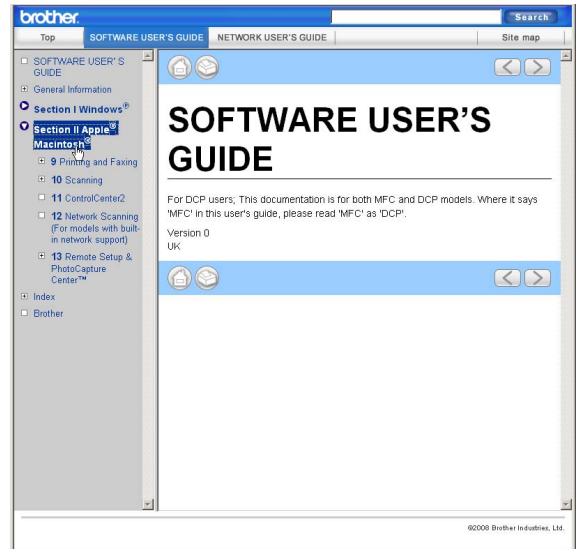 brother.
Search
Top
SOFTWARE USER'S GUIDE
NETWORK USER'S GUIDE
Site map
SOFTWARE USER' S
GUIDE
General Information
Section I Windows®
Section II Apple®
Macintosh®
9 Printing and Faxing
10 Scanning
11 ControlCenter2
12 Network Scanning
(For models with built-
in network support)
13 Remote Setup &
PhotoCapture
Center™
Index
Brother
SOFTWARE USER'S
GUIDE
For DCP users; This documentation is for both MFC and DCP models. Where it says
'MFC' in this user's guide, please read 'MFC' as 'DCP'.
Version 0
UK
©2008 Brother Industries, Ltd.